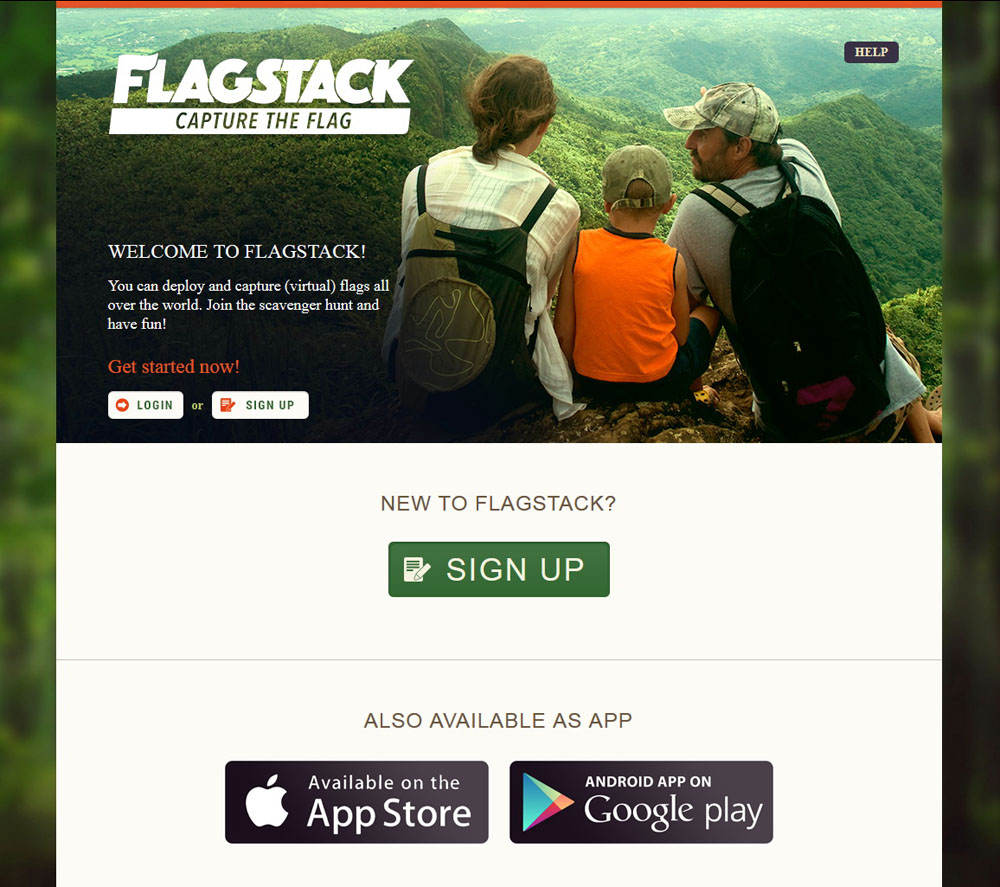 HELP
FLAGSTACK
CAPTURE THE FLAG
WELCOME TO FLAGSTACK!
You can deploy and capture (virtual) flags all
over the world. Join the scavenger hunt and
have fun!
Get started now!
LOGIN or SIGN UP
NEW TO FLAGSTACK?
SIGN UP
ALSO AVAILABLE AS APP
Available on the
App Store
ANDROID APP ON
Google play